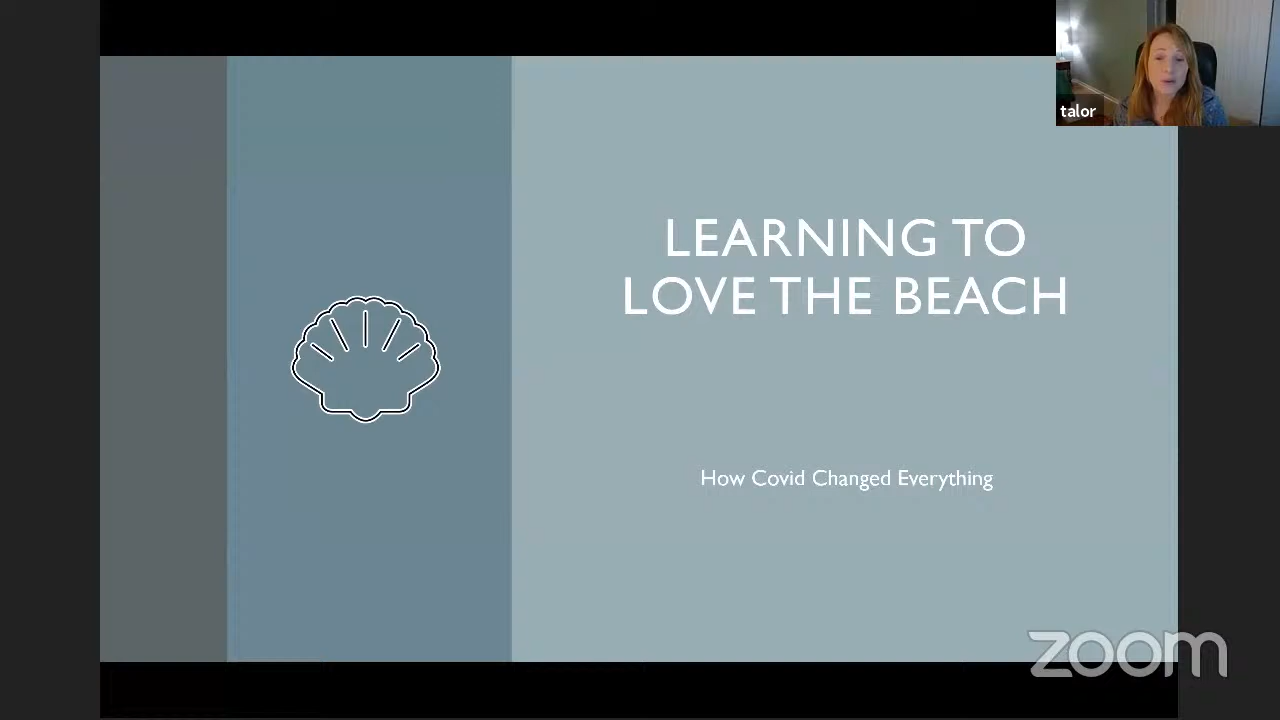 talor
LEARNING TO
LOVE THE BEACH
How Covid Changed Everything
zoom